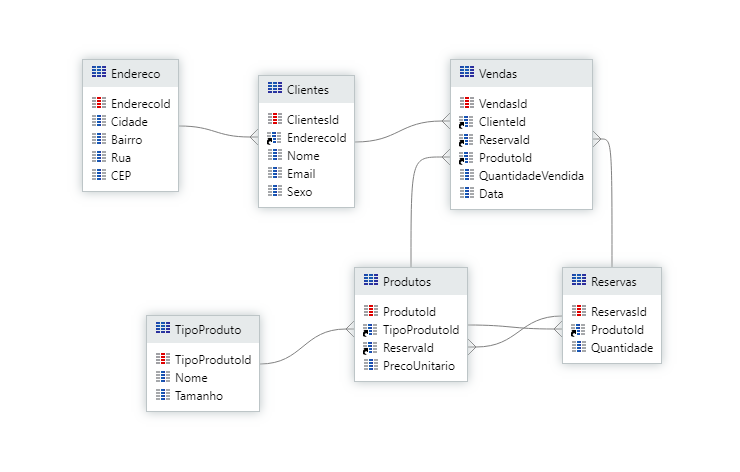 Endereco
EnderecoId
Cidade
Bairro
Rua
CEP
Clientes
ClientesId
EnderecoId
Nome
Email
Sexo
Vendas
VendasId
ClienteId
ReservaId
ProdutoId
QuantidadeVendida
Data
TipoProduto
TipoProdutoId
Nome
Tamanho
Produtos
ProdutoId
TipoProdutoId
ReservaId
PrecoUnitario
Reservas
ReservasId
ProdutoId
Quantidade